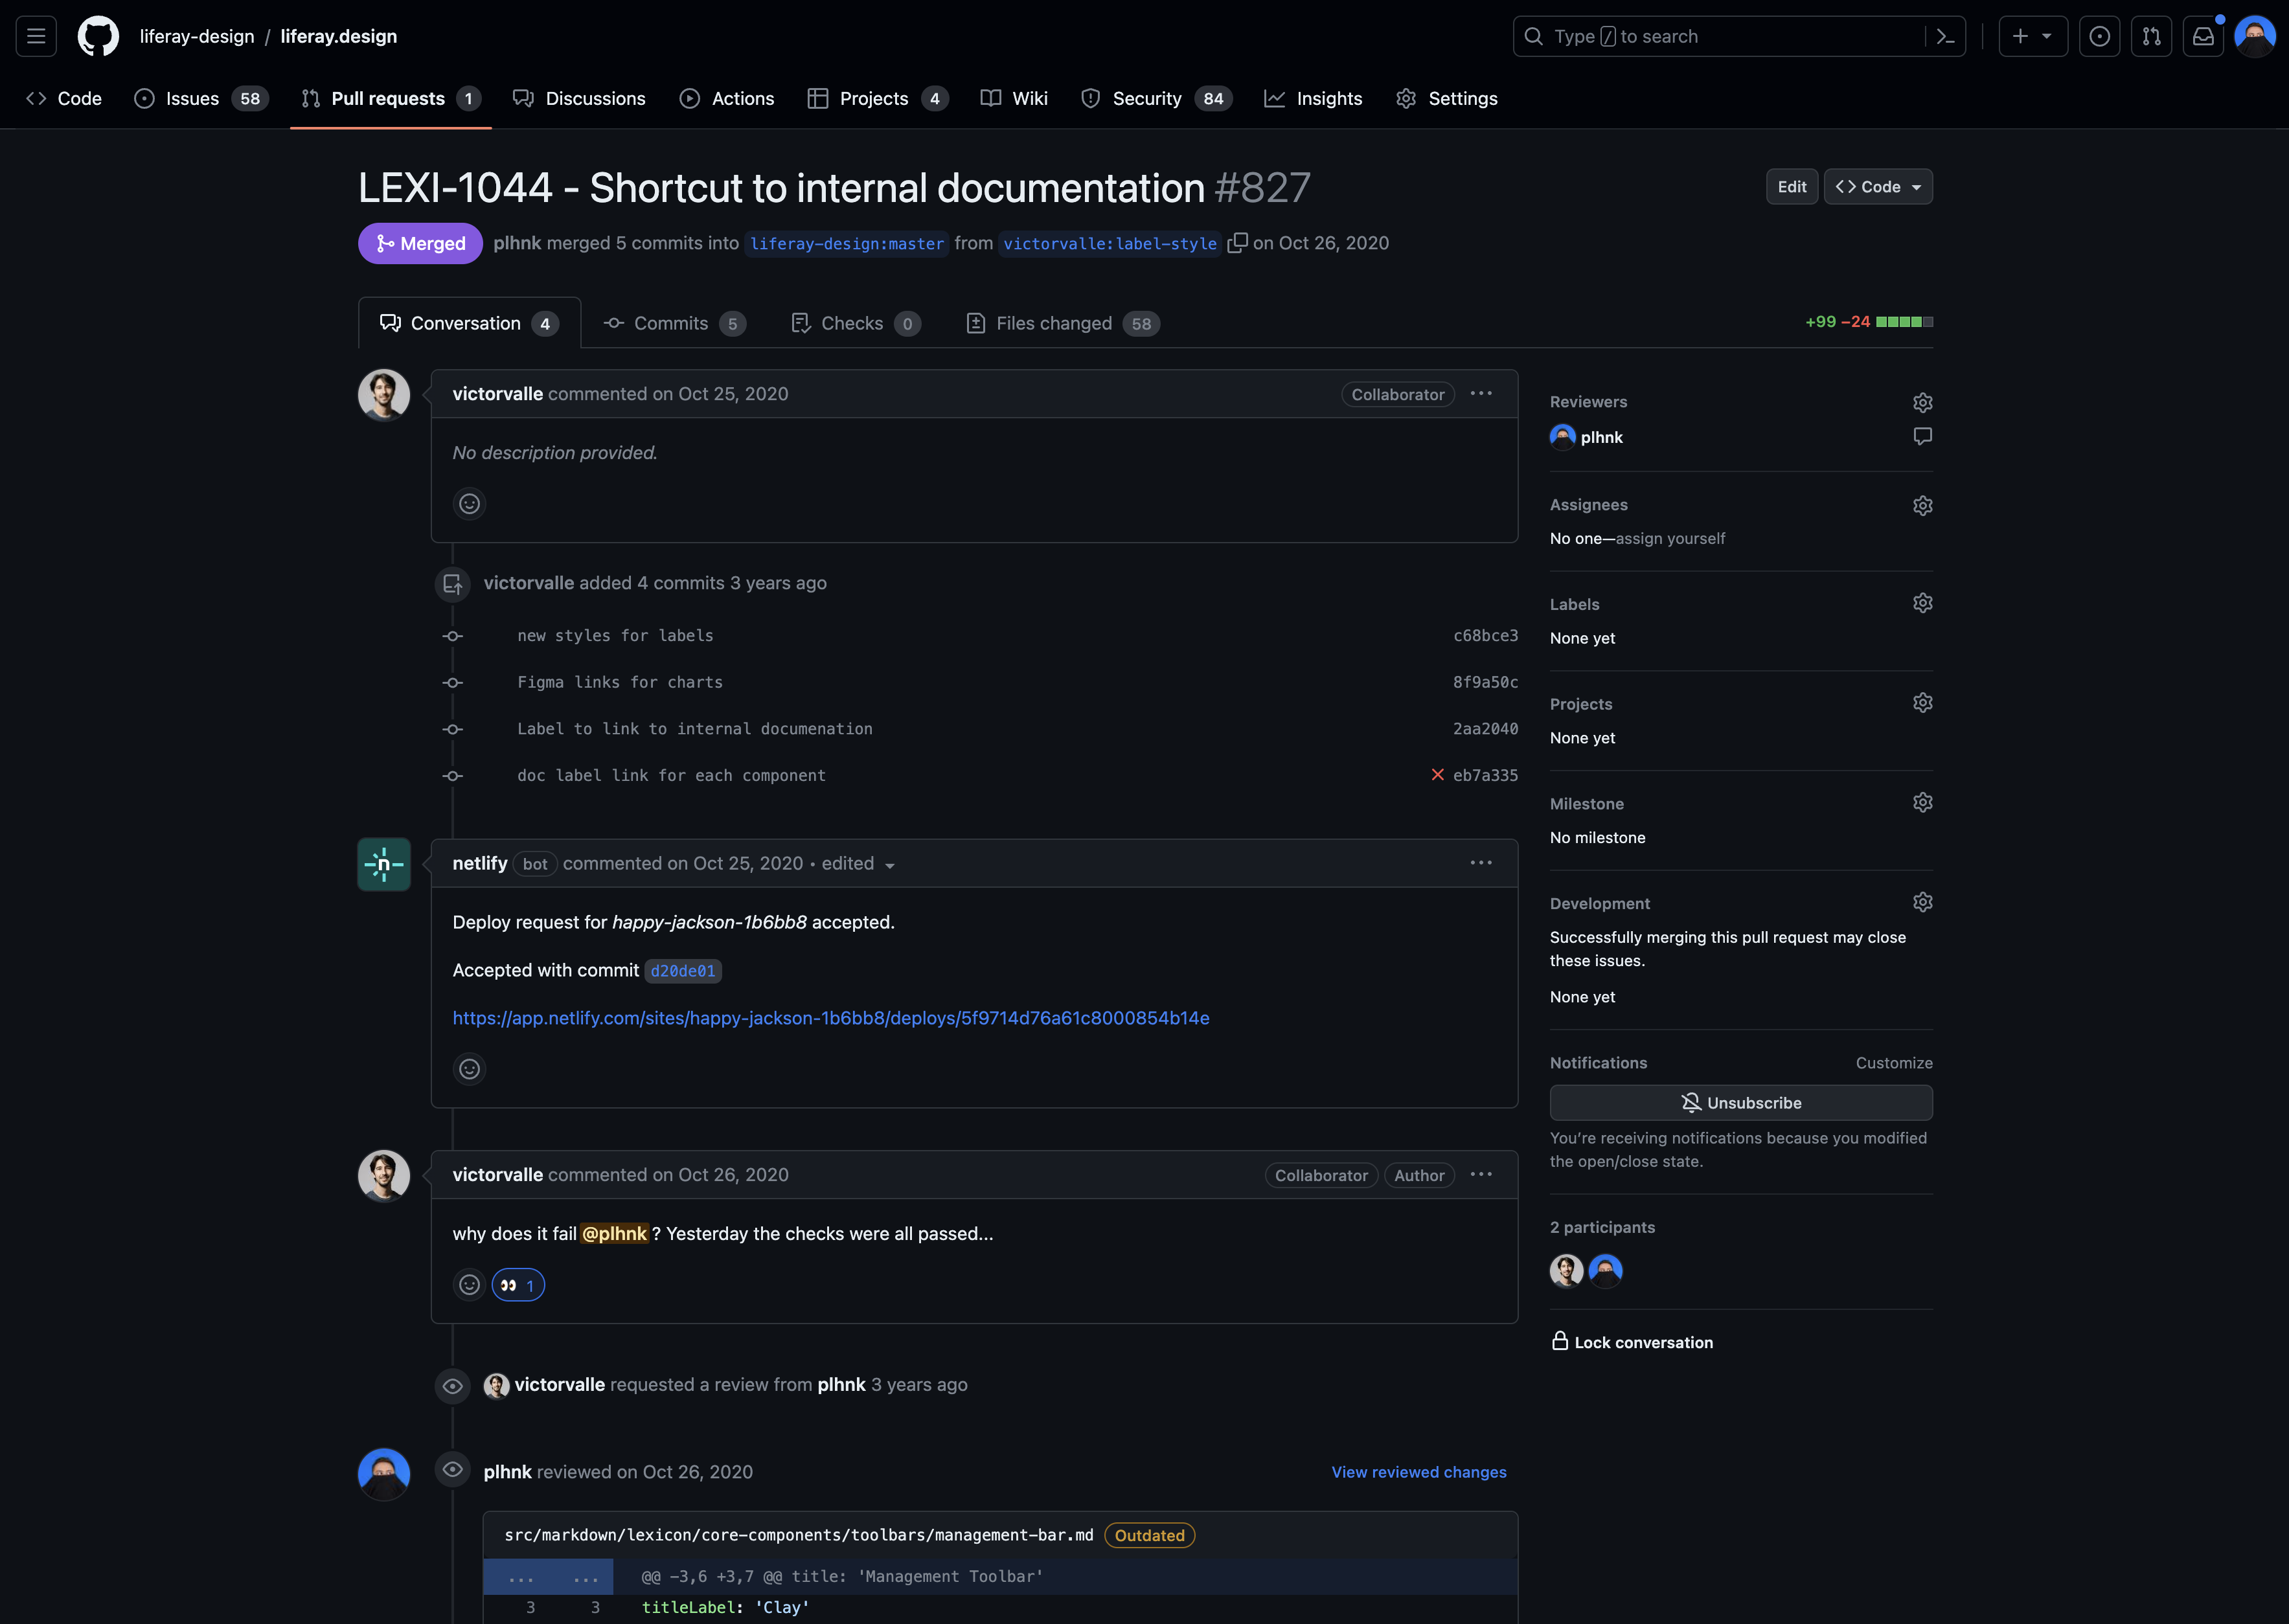 liferay-design / liferay.design
Type / to search
Code
Issues 58
Pull requests 1
Discussions
Actions
Projects 4
Wiki
Security 84
Insights
Settings
LEXI-1044 - Shortcut to internal documentation #827
Edit
<> Code
Merged
plhnk merged 5 commits into liferay-design:master from victorvalle:label-style on Oct 26, 2020
Conversation 4
Commits 5
Checks 0
Files changed 58
+99 −24
victorvalle commented on Oct 25, 2020
Collaborator
No description provided.
victorvalle added 4 commits 3 years ago
new styles for labels c68bce3
Figma links for charts 8f9a50c
Label to link to internal documenation 2aa2040
doc label link for each component eb7a335
netlify bot commented on Oct 25, 2020 • edited
Deploy request for happy-jackson-1b6bb8 accepted.
Accepted with commit d20de01
https://app.netlify.com/sites/happy-jackson-1b6bb8/deploys/5f9714d76a61c8000854b14e
victorvalle commented on Oct 26, 2020
Collaborator Author
why does it fail @plhnk ? Yesterday the checks were all passed...
👀 1
victorvalle requested a review from plhnk 3 years ago
plhnk reviewed on Oct 26, 2020
View reviewed changes
src/markdown/lexicon/core-components/toolbars/management-bar.md Outdated
... ... @@ -3,6 +3,7 @@ title: 'Management Toolbar'
3 3 titleLabel: 'Clay'
Reviewers
plhnk
Assignees
No one—assign yourself
Labels
None yet
Projects
None yet
Milestone
No milestone
Development
Successfully merging this pull request may close
these issues.
None yet
Notifications
Customize
Unsubscribe
You’re receiving notifications because you modified
the open/close state.
2 participants
Lock conversation